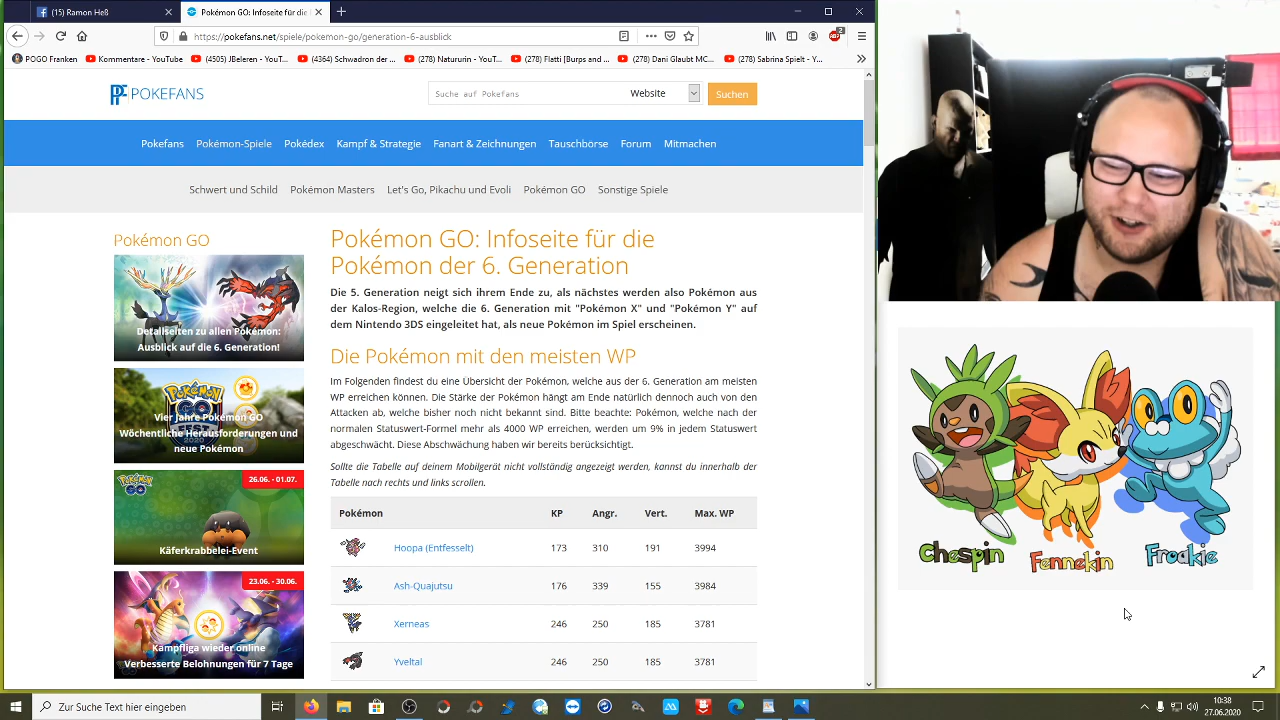 (15) Ramon Heß
Pokémon GO: Infoseite für die
https://pokefans.net/spiele/pokemon-go/generation-6-ausblick
2
POGO Franken
Kommentare - YouTube
(4505) JBeleren - YouT...
(4364) Schwadron der ...
(278) Natururin - YouT...
(278) Flatti [Burps and ...
(278) Dani Glaubt MC...
(278) Sabrina Spielt - Y...
POKEFANS
Suche auf Pokefans
Website
Suchen
Pokefans
Pokémon-Spiele
Pokédex
Kampf & Strategie
Fanart & Zeichnungen
Tauschbörse
Forum
Mitmachen
Schwert und Schild
Pokémon Masters
Let's Go, Pikachu und Evoli
Pokémon GO
Sonstige Spiele
Pokémon GO
Detailseiten zu allen Pokémon:
Ausblick auf die 6. Generation!
POKÉMON
GO
2020
Vier Jahre Pokémon GO
Wöchentliche Herausforderungen und
neue Pokémon
POKÉMON
GO
26.06. - 01.07.
Käferkrabbelei-Event
23.06. - 30.06.
Kampfliga wieder online
Verbesserte Belohnungen für 7 Tage
Pokémon GO: Infoseite für die
Pokémon der 6. Generation
Die 5. Generation neigt sich ihrem Ende zu, als nächstes werden also Pokémon aus
der Kalos-Region, welche die 6. Generation mit "Pokémon X" und "Pokémon Y" auf
dem Nintendo 3DS eingeleitet hat, als neue Pokémon im Spiel erscheinen.
Die Pokémon mit den meisten WP
Im Folgenden findest du eine Übersicht der Pokémon, welche aus der 6. Generation am meisten
WP erreichen können. Die Stärke der Pokémon hängt am Ende natürlich dennoch auch von den
Attacken ab, welche bisher noch nicht bekannt sind. Bitte beachte: Pokémon, welche nach der
normalen Statuswert-Formel mehr als 4000 WP erreichen, werden um 9% in jedem Statuswert
abgeschwächt. Diese Abschwächung haben wir bereits berücksichtigt.
Sollte die Tabelle auf deinem Mobilgerät nicht vollständig angezeigt werden, kannst du innerhalb der
Tabelle nach rechts und links scrollen.
Pokémon KP Angr. Vert. Max. WP
Hoopa (Entfesselt) 173 310 191 3994
Ash-Quajutsu 176 339 155 3984
Xerneas 246 250 185 3781
Yveltal 246 250 185 3781
Chespin
Fennekin
Froakie
Zur Suche Text hier eingeben
10:38
27.06.2020